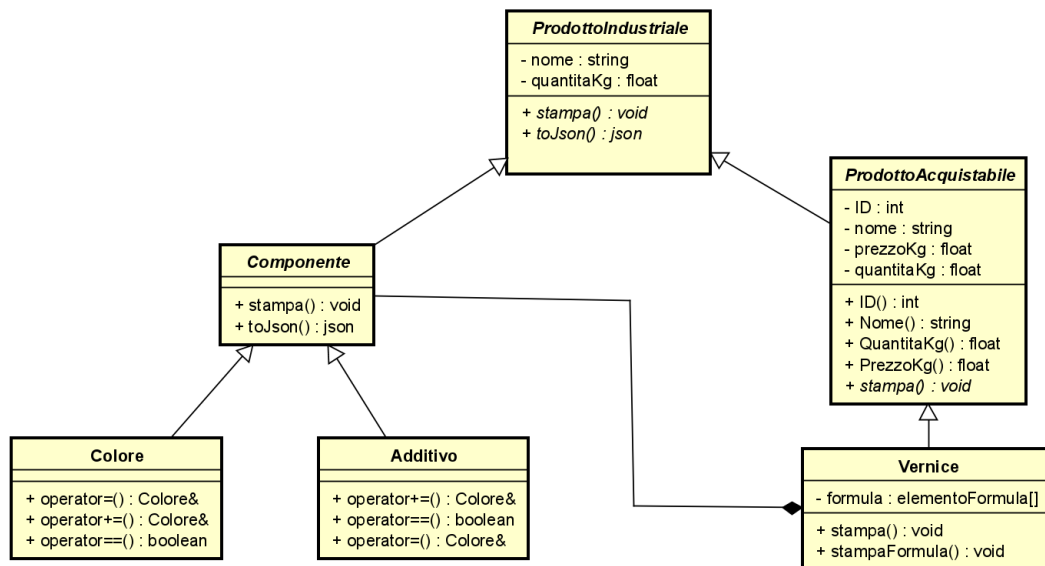 ProdottoIndustriale
- nome : string
- quantitaKg : float
+ stampa() : void
+ toJson() : json
ProdottoAcquistabile
- ID : int
- nome : string
- prezzoKg : float
- quantitaKg : float
+ ID() : int
+ Nome() : string
+ QuantitaKg() : float
+ PrezzoKg() : float
+ stampa() : void
Componente
+ stampa() : void
+ toJson() : json
Colore
+ operator=() : Colore&
+ operator+=() : Colore&
+ operator==() : boolean
Additivo
+ operator+=() : Colore&
+ operator==() : boolean
+ operator=() : Colore&
Vernice
- formula : elementoFormula[]
+ stampa() : void
+ stampaFormula() : void